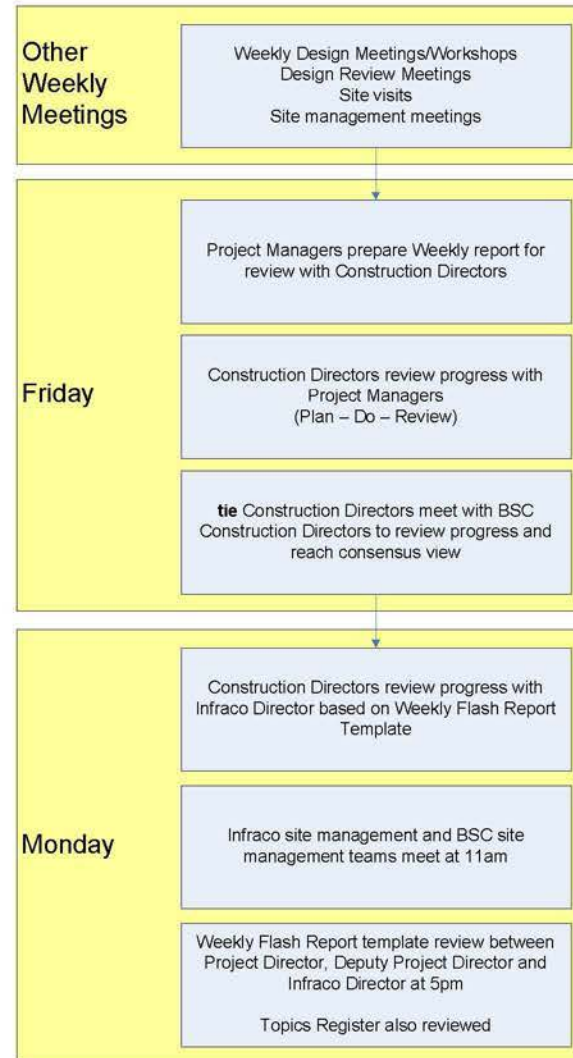 Other
Weekly
Meetings
Weekly Design Meetings/Workshops
Design Review Meetings
Site visits
Site management meetings
Friday
Project Managers prepare Weekly report for
review with Construction Directors
Construction Directors review progress with
Project Managers
(Plan – Do – Review)
tie Construction Directors meet with BSC
Construction Directors to review progress and
reach consensus view
Monday
Construction Directors review progress with
Infraco Director based on Weekly Flash Report
Template
Infraco site management and BSC site
management teams meet at 11am
Weekly Flash Report template review between
Project Director, Deputy Project Director and
Infraco Director at 5pm
Topics Register also reviewed